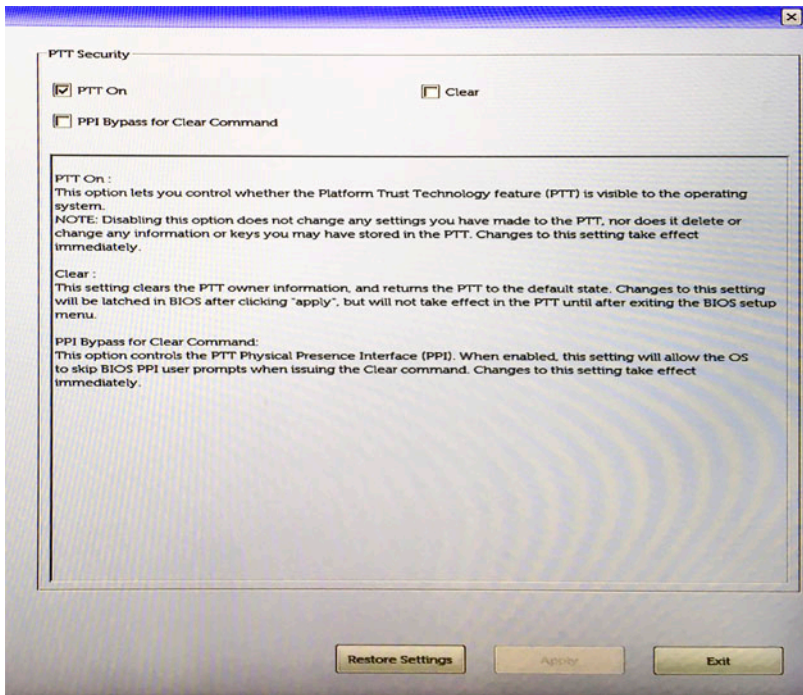 PTT Security
PTT On
Clear
PPI Bypass for Clear Command
PTT On :
This option lets you control whether the Platform Trust Technology feature (PTT) is visible to the operating
system.
NOTE: Disabling this option does not change any settings you have made to the PTT, nor does it delete or
change any information or keys you may have stored in the PTT. Changes to this setting take effect
immediately.
Clear :
This setting clears the PTT owner information, and returns the PTT to the default state. Changes to this setting
will be latched in BIOS after clicking "apply", but will not take effect in the PTT until after exiting the BIOS setup
menu.
PPI Bypass for Clear Command:
This option controls the PTT Physical Presence Interface (PPI). When enabled, this setting will allow the OS
to skip BIOS PPI user prompts when issuing the Clear command. Changes to this setting take effect
immediately.
Restore Settings
Apply
Exit